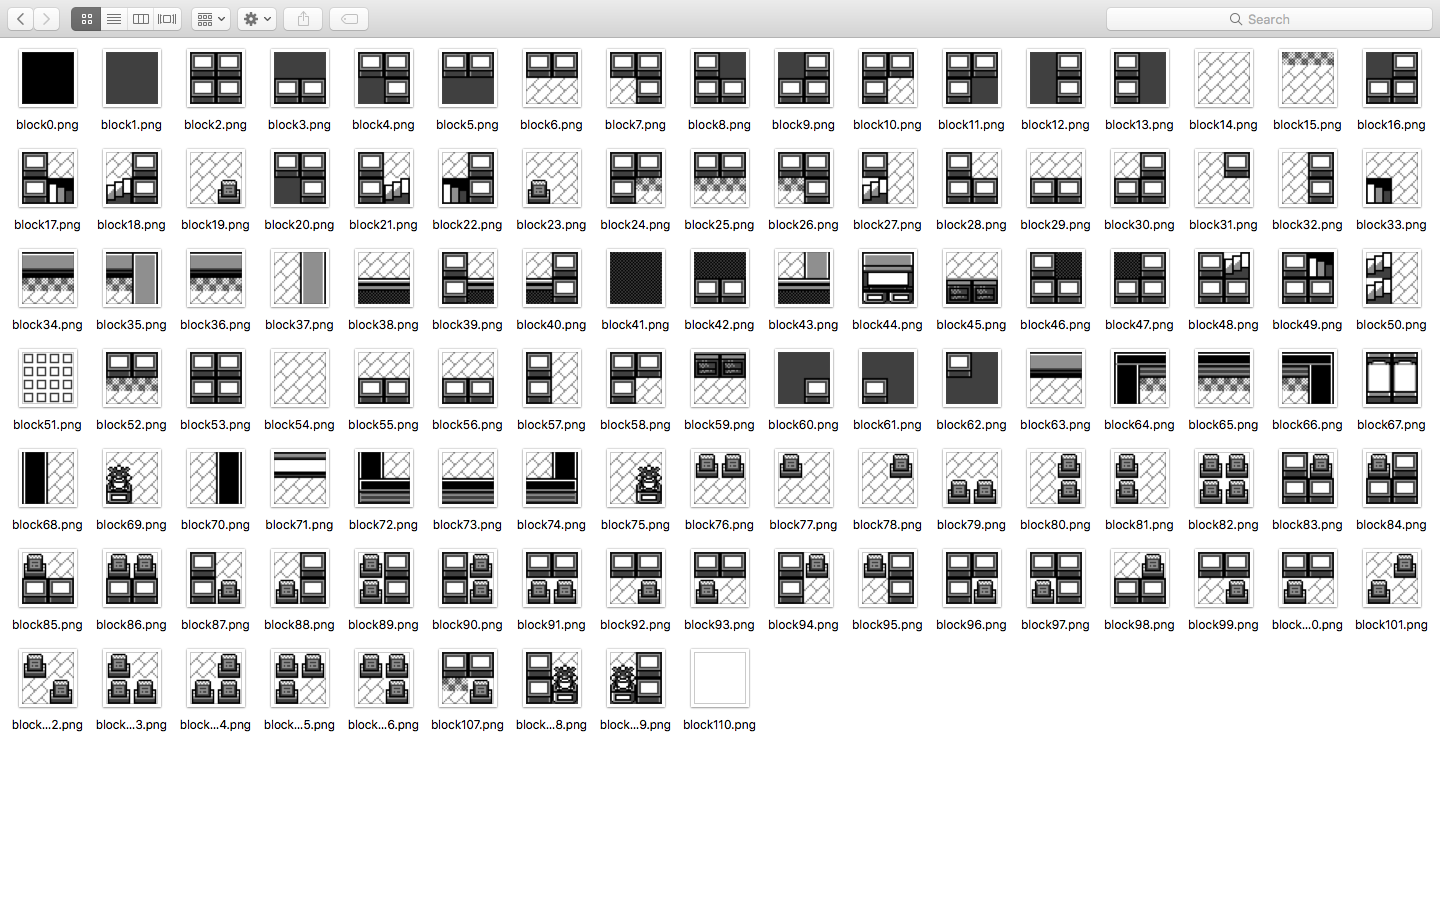 Search
block0.png block1.png block2.png block3.png block4.png block5.png block6.png block7.png block8.png block9.png block10.png block11.png block12.png block13.png block14.png block15.png block16.png
block17.png block18.png block19.png block20.png block21.png block22.png block23.png block24.png block25.png block26.png block27.png block28.png block29.png block30.png block31.png block32.png block33.png
block34.png block35.png block36.png block37.png block38.png block39.png block40.png block41.png block42.png block43.png block44.png block45.png block46.png block47.png block48.png block49.png block50.png
block51.png block52.png block53.png block54.png block55.png block56.png block57.png block58.png block59.png block60.png block61.png block62.png block63.png block64.png block65.png block66.png block67.png
block68.png block69.png block70.png block71.png block72.png block73.png block74.png block75.png block76.png block77.png block78.png block79.png block80.png block81.png block82.png block83.png block84.png
block85.png block86.png block87.png block88.png block89.png block90.png block91.png block92.png block93.png block94.png block95.png block96.png block97.png block98.png block99.png block...0.png block101.png
block...2.png block...3.png block...4.png block...5.png block...6.png block107.png block...8.png block...9.png block110.png